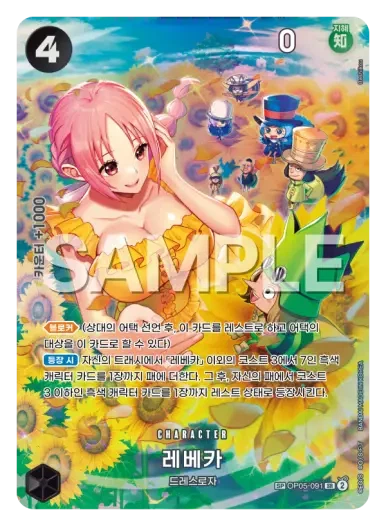 4
0
지혜
知
카운터 +1000
SAMPLE
블로커 (상대의 어택 선언 후, 이 카드를 레스트로 하고 어택의
대상을 이 카드로 할 수 있다)
등장 시 자신의 트래시에서 「레베카」 이외의 코스트 3에서 7인 흑색
캐릭터 카드를 1장까지 패에 더한다. 그 후, 자신의 패에서 코스트
3 이하인 흑색 캐릭터 카드를 1장까지 레스트 상태로 등장시킨다.
CHARACTER
레베카
드레스로자
SP OP05-091 SR 2